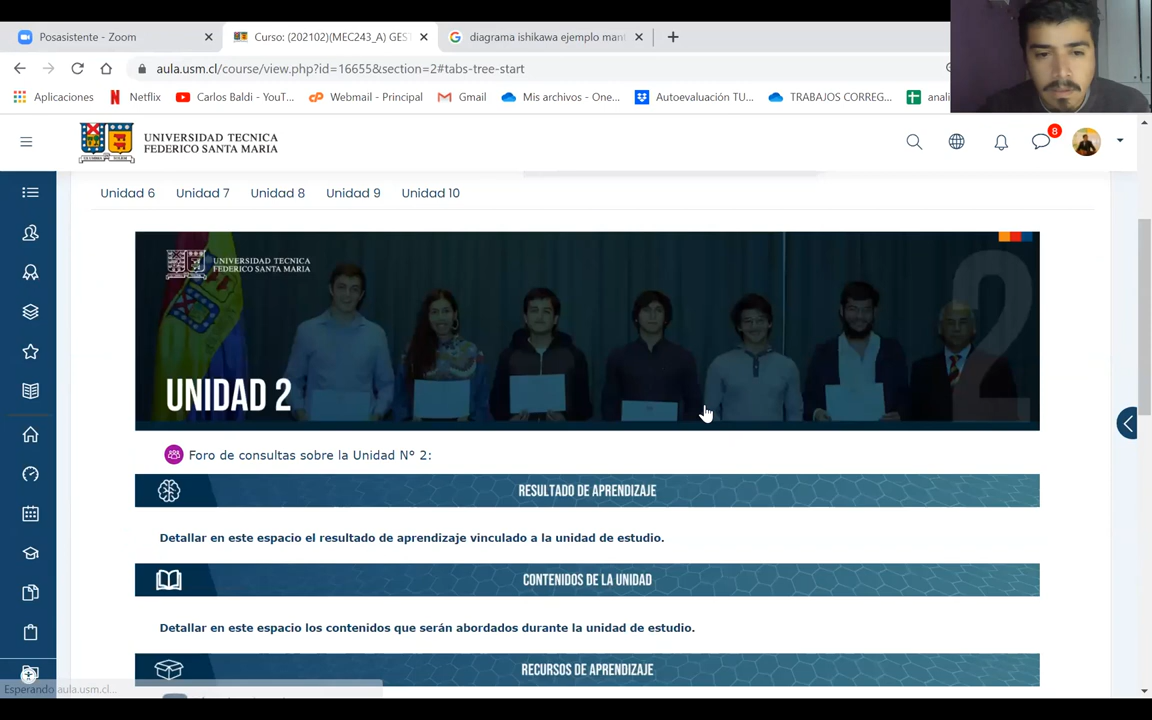 Posasistente - Zoom
Curso: (202102)(MEC243_A) GES
diagrama ishikawa ejemplo mant
aula.usm.cl/course/view.php?id=16655&section=2#tabs-tree-start
Aplicaciones
Netflix
Carlos Baldi - YouT...
Webmail - Principal
Gmail
Mis archivos - One...
Autoevaluación TU...
TRABAJOS CORREG...
anali
UNIVERSIDAD TECNICA
FEDERICO SANTA MARIA
8
Unidad 6
Unidad 7
Unidad 8
Unidad 9
Unidad 10
UNIVERSIDAD TECNICA
FEDERICO SANTA MARIA
2
UNIDAD 2
Foro de consultas sobre la Unidad N° 2:
RESULTADO DE APRENDIZAJE
Detallar en este espacio el resultado de aprendizaje vinculado a la unidad de estudio.
CONTENIDOS DE LA UNIDAD
Detallar en este espacio los contenidos que serán abordados durante la unidad de estudio.
RECURSOS DE APRENDIZAJE
Esperando aula.usm.cl...